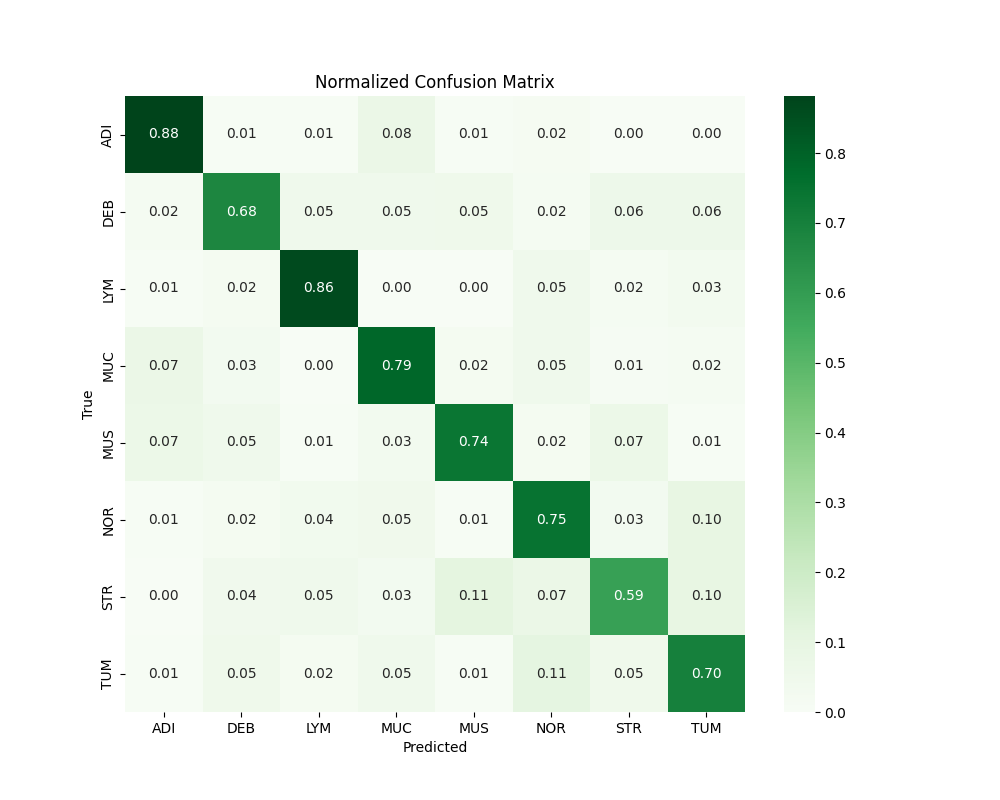 Normalized Confusion Matrix
ADI 0.88 0.01 0.01 0.08 0.01 0.02 0.00 0.00
DEB 0.02 0.68 0.05 0.05 0.05 0.02 0.06 0.06
LYM 0.01 0.02 0.86 0.00 0.00 0.05 0.02 0.03
MUC 0.07 0.03 0.00 0.79 0.02 0.05 0.01 0.02
MUS 0.07 0.05 0.01 0.03 0.74 0.02 0.07 0.01
NOR 0.01 0.02 0.04 0.05 0.01 0.75 0.03 0.10
STR 0.00 0.04 0.05 0.03 0.11 0.07 0.59 0.10
TUM 0.01 0.05 0.02 0.05 0.01 0.11 0.05 0.70
True
ADI DEB LYM MUC MUS NOR STR TUM
Predicted
0.8
0.7
0.6
0.5
0.4
0.3
0.2
0.1
0.0